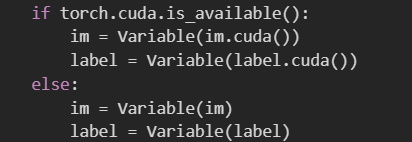 if torch.cuda.is_available():
    im = Variable(im.cuda())
    label = Variable(label.cuda())
else:
    im = Variable(im)
    label = Variable(label)